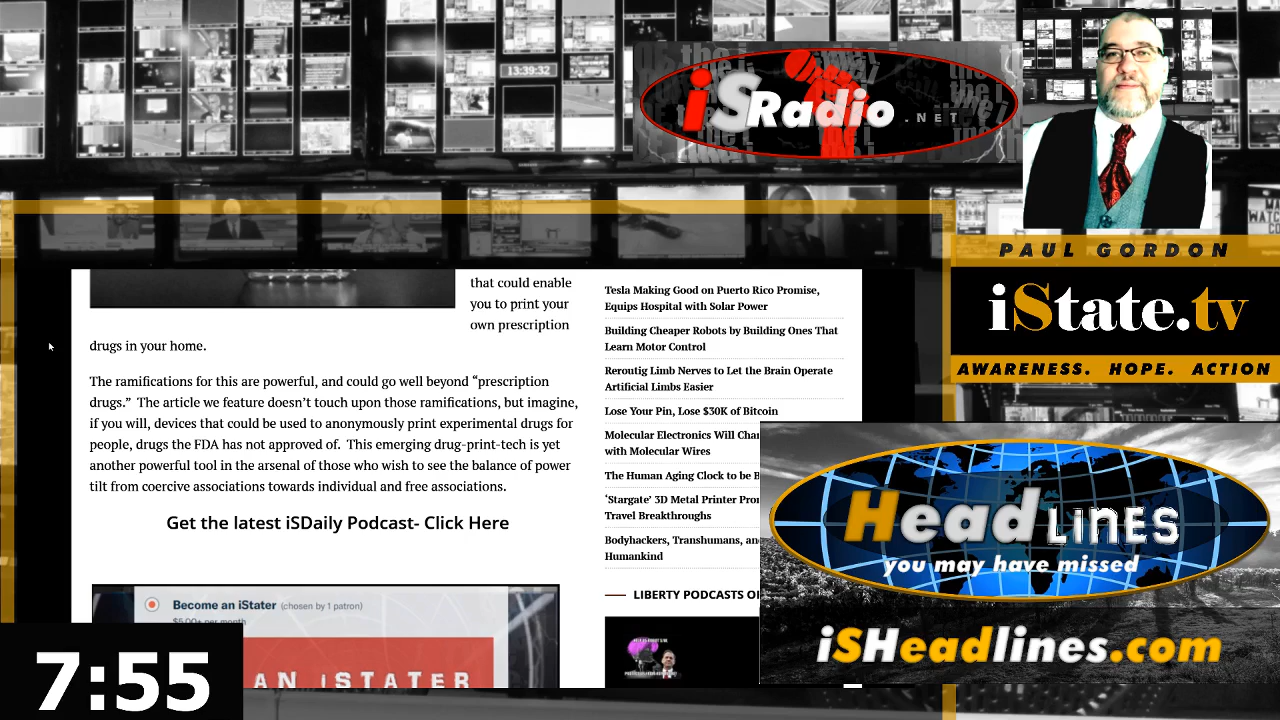 13:39:32
iSRadio.NET
PAUL GORDON
iState.tv
AWARENESS. HOPE. ACTION
that could enable
you to print your
own prescription
drugs in your home.
The ramifications for this are powerful, and could go well beyond “prescription
drugs.” The article we feature doesn’t touch upon those ramifications, but imagine,
if you will, devices that could be used to anonymously print experimental drugs for
people, drugs the FDA has not approved of. This emerging drug-print-tech is yet
another powerful tool in the arsenal of those who wish to see the balance of power
tilt from coercive associations towards individual and free associations.
Get the latest iSDaily Podcast- Click Here
Become an iStater (chosen by 1 patron)
$5.00+ per month
AN iSTATER
Tesla Making Good on Puerto Rico Promise,
Equips Hospital with Solar Power
Building Cheaper Robots by Building Ones That
Learn Motor Control
Reroutig Limb Nerves to Let the Brain Operate
Artificial Limbs Easier
Lose Your Pin, Lose $30K of Bitcoin
Molecular Electronics Will Chan
with Molecular Wires
The Human Aging Clock to be
‘Stargate’ 3D Metal Printer
Travel Breakthroughs
Bodyhackers, Transhumans, an
Humankind
LIBERTY PODCASTS
HeadLINES
you may have missed
iSHeadlines.com
7:55